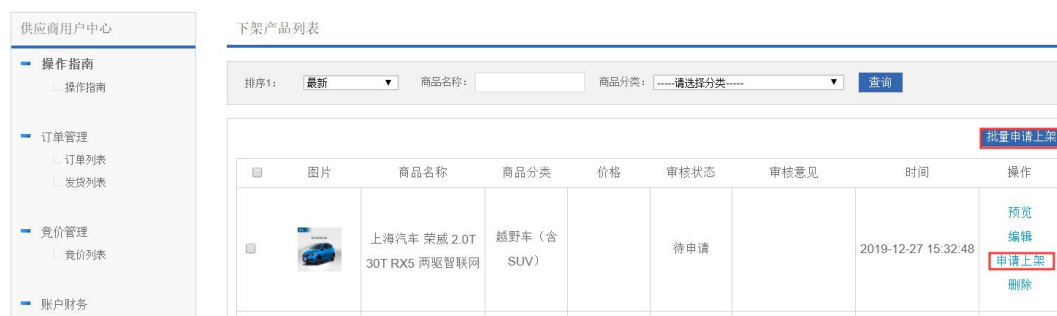 供应商用户中心
下架产品列表
操作指南
操作指南
排序1：
最新
商品名称：
商品分类：
-----请选择分类-----
查询
订单管理
订单列表
发货列表
竞价管理
竞价列表
账户财务
批量申请上架
图片
商品名称
商品分类
价格
审核状态
审核意见
时间
操作
上海汽车 荣威 2.0T
30T RX5 两驱智联网
越野车（含
SUV）
待申请
2019-12-27 15:32:48
预览
编辑
申请上架
删除